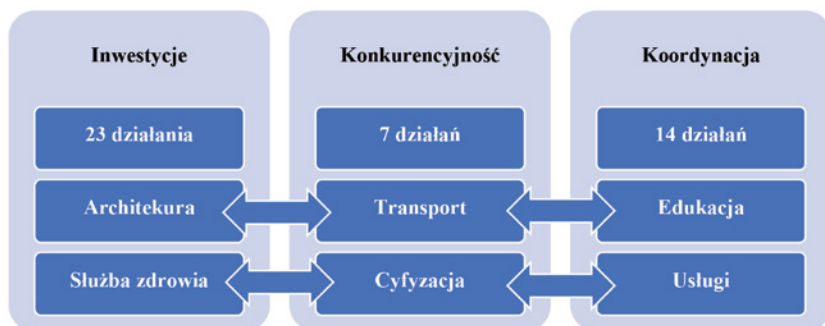 Inwestycje
23 działania
Architekura
Służba zdrowia
Konkurencyjność
7 działań
Transport
Cyfyzacja
Koordynacja
14 działań
Edukacja
Usługi